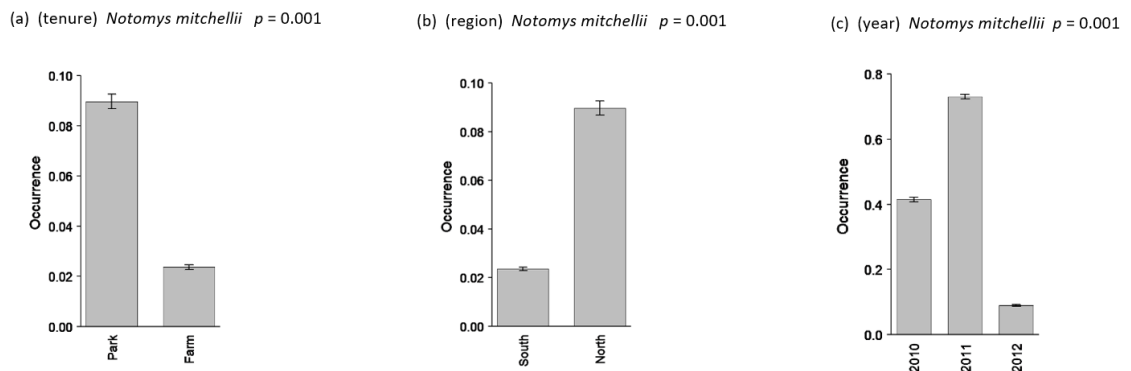 (a) (tenure) Notomys mitchellii p = 0.001
0.10
0.08
0.06
0.04
0.02
0.00
Occurrence
Park
Farm
(b) (region) Notomys mitchellii p = 0.001
0.10
0.08
0.06
0.04
0.02
0.00
Occurrence
South
North
(c) (year) Notomys mitchellii p = 0.001
0.8
0.6
0.4
0.2
0.0
Occurrence
2010
2011
2012